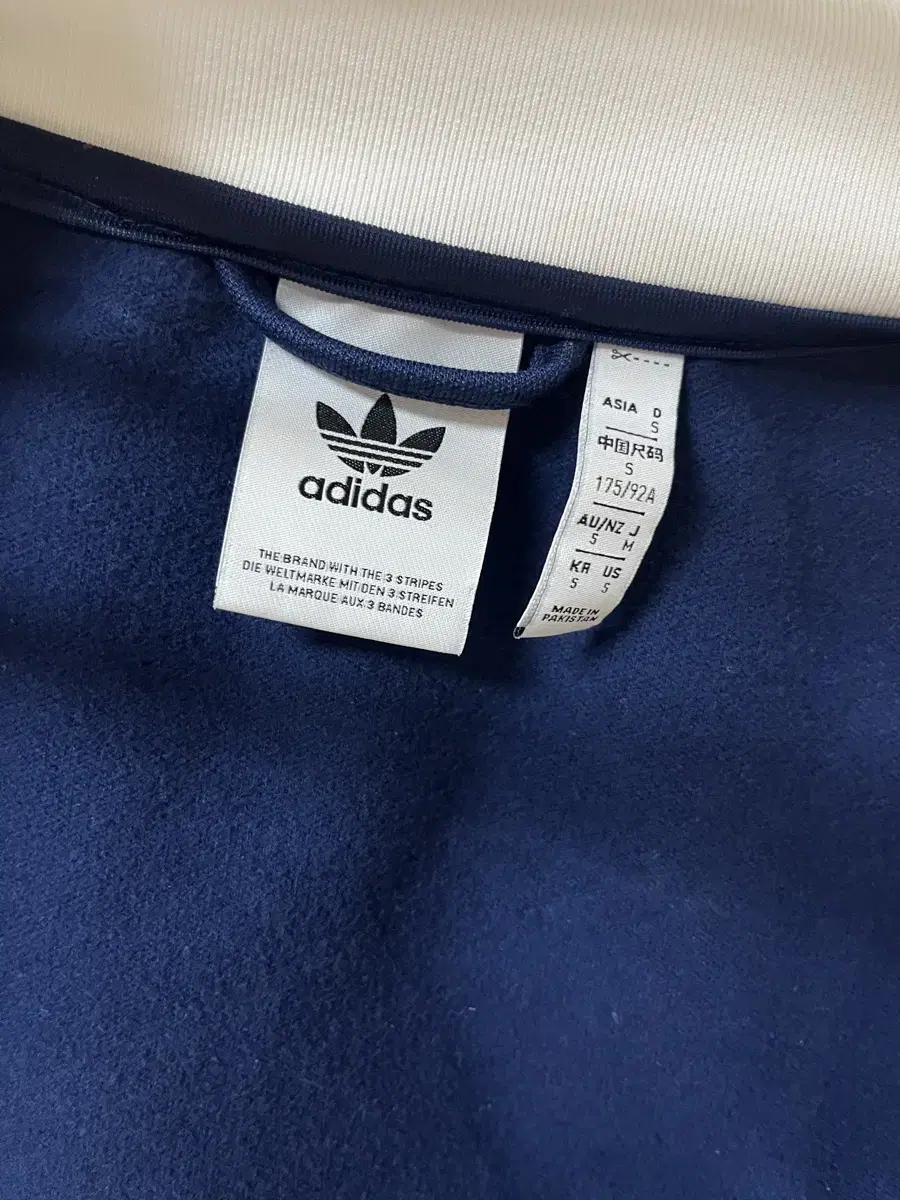 adidas
THE BRAND WITH THE 3 STRIPES
DIE WELTMARKE MIT DEN 3 STREIFEN
LA MARQUE AUX 3 BANDES
ASIA D
S
中国尺码
S
175/92A
AU/NZ J
S M
KR US
S S
MADE IN
PAKISTAN